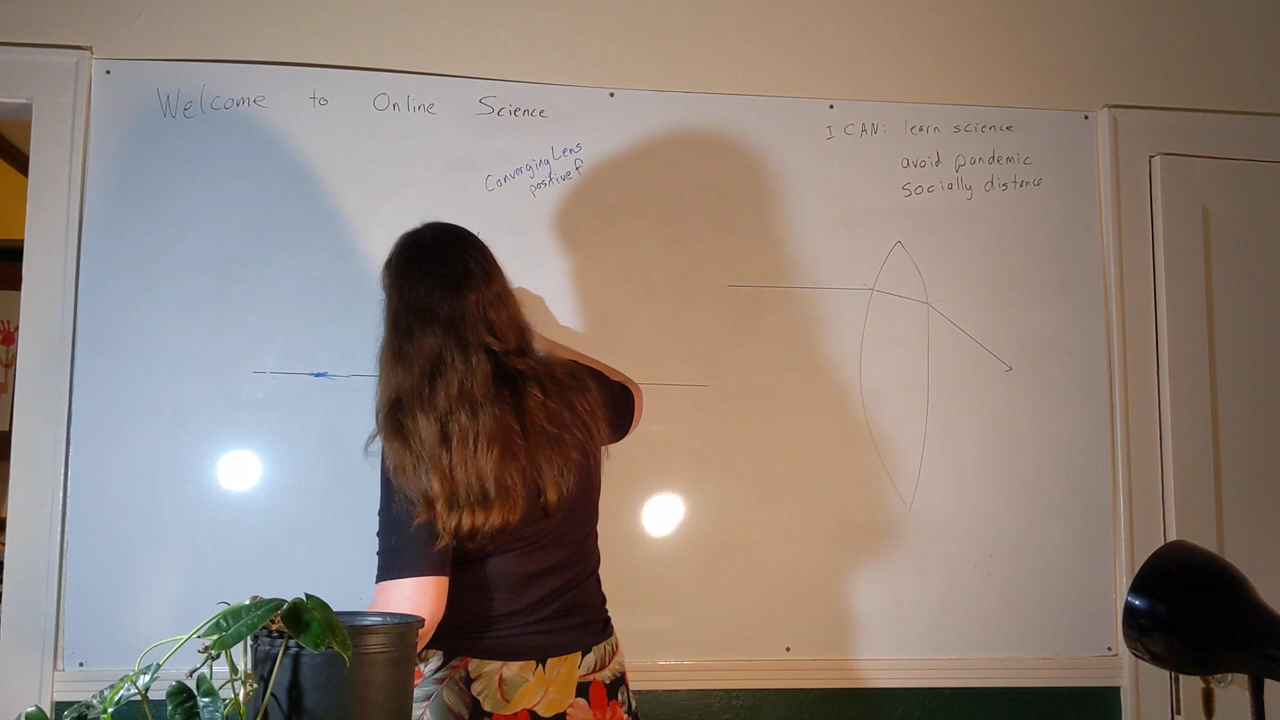 Welcome to Online Science
Converging Lens
positive f
I CAN: learn science
avoid pandemic
socially distance